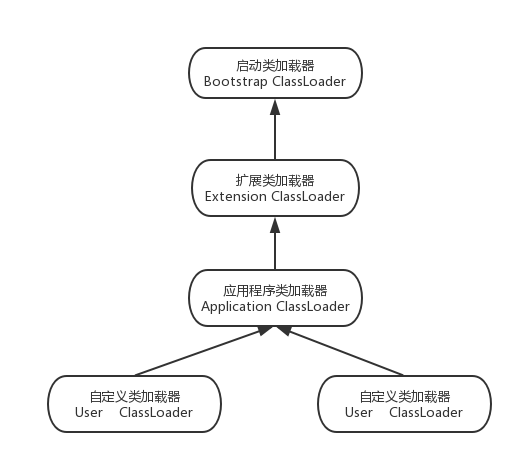 启动类加载器
Bootstrap ClassLoader
扩展类加载器
Extension ClassLoader
应用程序类加载器
Application ClassLoader
自定义类加载器
User ClassLoader
自定义类加载器
User ClassLoader